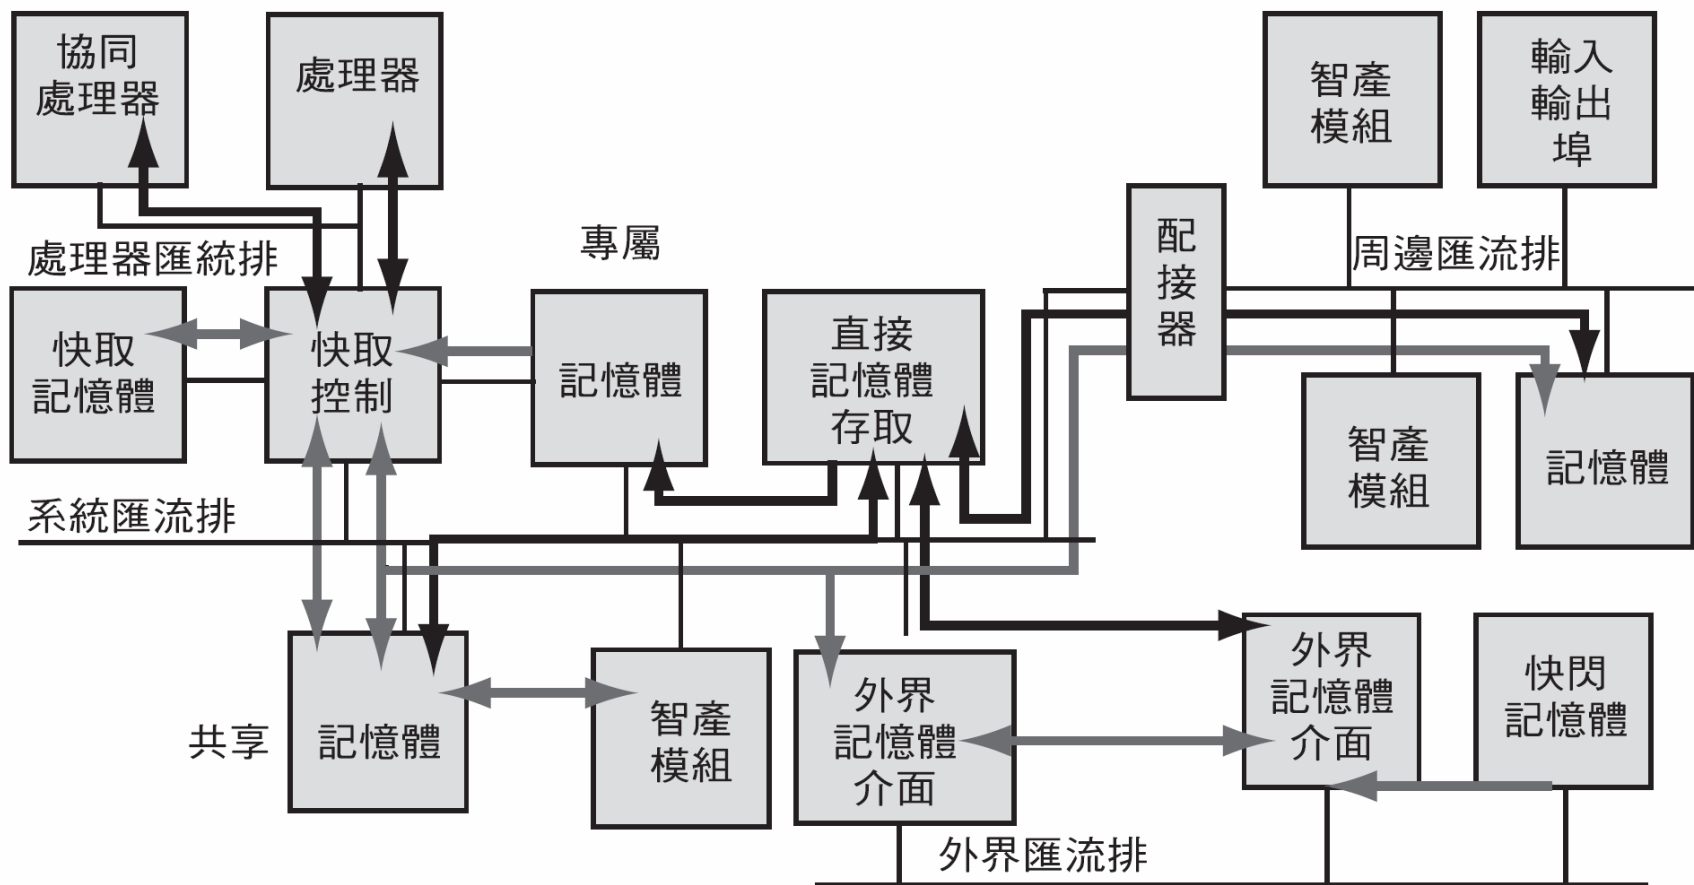 協同
處理器
處理器
智產
模組
輸入
輸出
埠
處理器匯統排
專屬
配
接
器
周邊匯流排
快取
記憶體
快取
控制
記憶體
直接
記憶體
存取
智產
模組
記憶體
系統匯流排
共享
記憶體
智產
模組
外界
記憶體
介面
外界
記憶體
介面
快閃
記憶體
外界匯流排